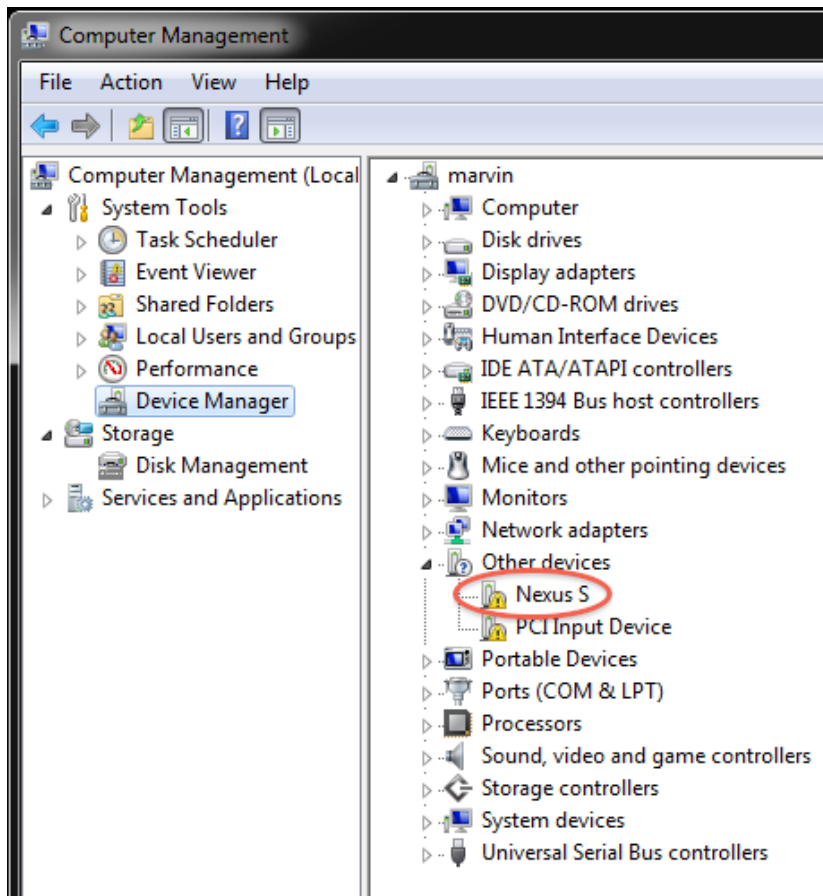 Computer Management
File Action View Help
Computer Management (Local
System Tools
Task Scheduler
Event Viewer
Shared Folders
Local Users and Groups
Performance
Device Manager
Storage
Disk Management
Services and Applications
marvin
Computer
Disk drives
Display adapters
DVD/CD-ROM drives
Human Interface Devices
IDE ATA/ATAPI controllers
IEEE 1394 Bus host controllers
Keyboards
Mice and other pointing devices
Monitors
Network adapters
Other devices
Nexus S
PCI Input Device
Portable Devices
Ports (COM & LPT)
Processors
Sound, video and game controllers
Storage controllers
System devices
Universal Serial Bus controllers